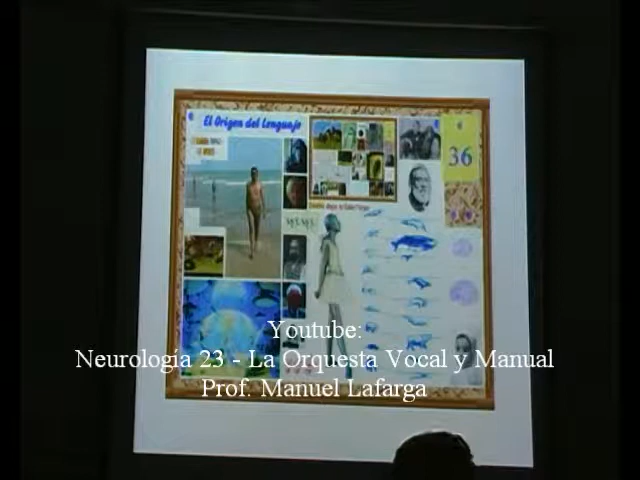 El Origen del Lenguaje
36
Youtube:
Neurología 23 - La Orquesta Vocal y Manual
Prof. Manuel Lafarga